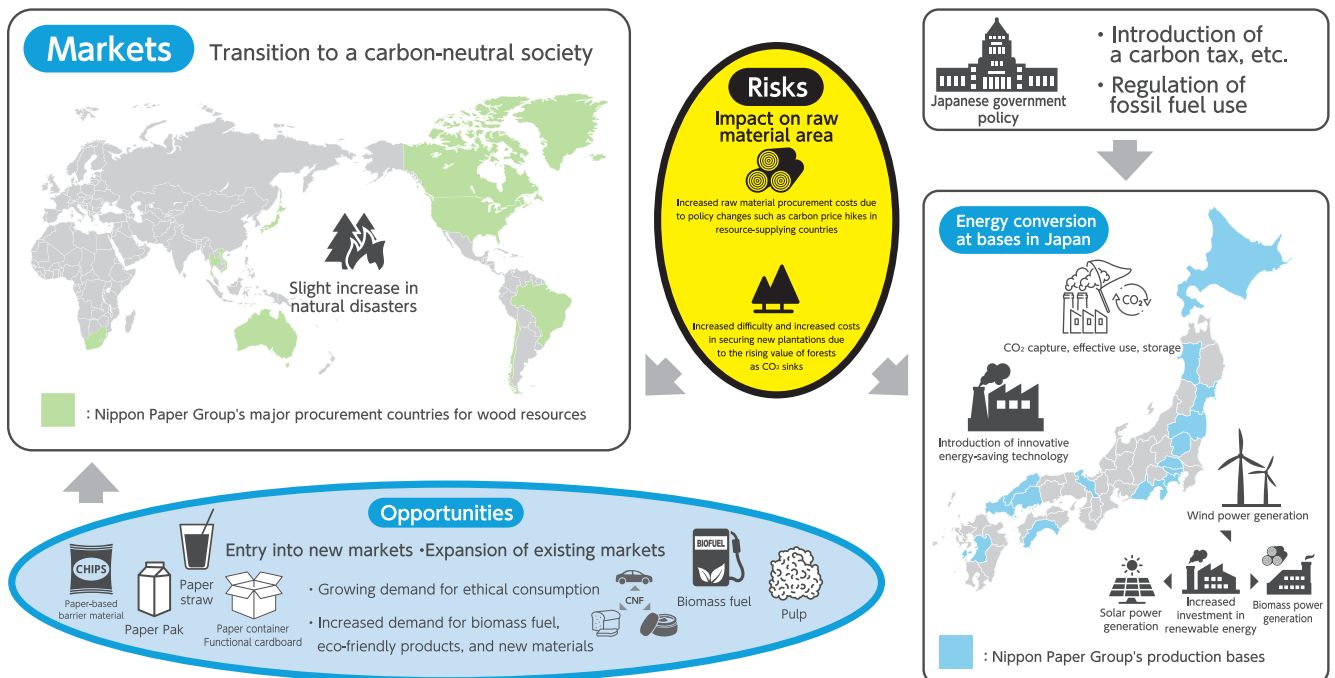 Markets
Transition to a carbon-neutral society
Slight increase in
natural disasters
: Nippon Paper Group's major procurement countries for wood resources
Risks
Impact on raw
material area
Increased raw material procurement costs due
to policy changes such as carbon price hikes in
resource-supplying countries
Increased difficulty and increased costs
in securing new plantations due
to the rising value of forests
as CO₂ sinks
Japanese government
policy
・Introduction of
a carbon tax, etc.
・Regulation of
fossil fuel use
Energy conversion
at bases in Japan
CO₂
CO₂ capture, effective use, storage
Introduction of innovative
energy-saving technology
Wind power generation
Solar power
generation
Increased
investment in
renewable energy
Biomass power
generation
: Nippon Paper Group's production bases
Opportunities
Entry into new markets ・Expansion of existing markets
・Growing demand for ethical consumption
・Increased demand for biomass fuel,
eco-friendly products, and new materials
CHIPS
Paper-based
barrier material
Paper Pak
Paper
straw
Paper container
Functional cardboard
CNF
BIOFUEL
Biomass fuel
Pulp